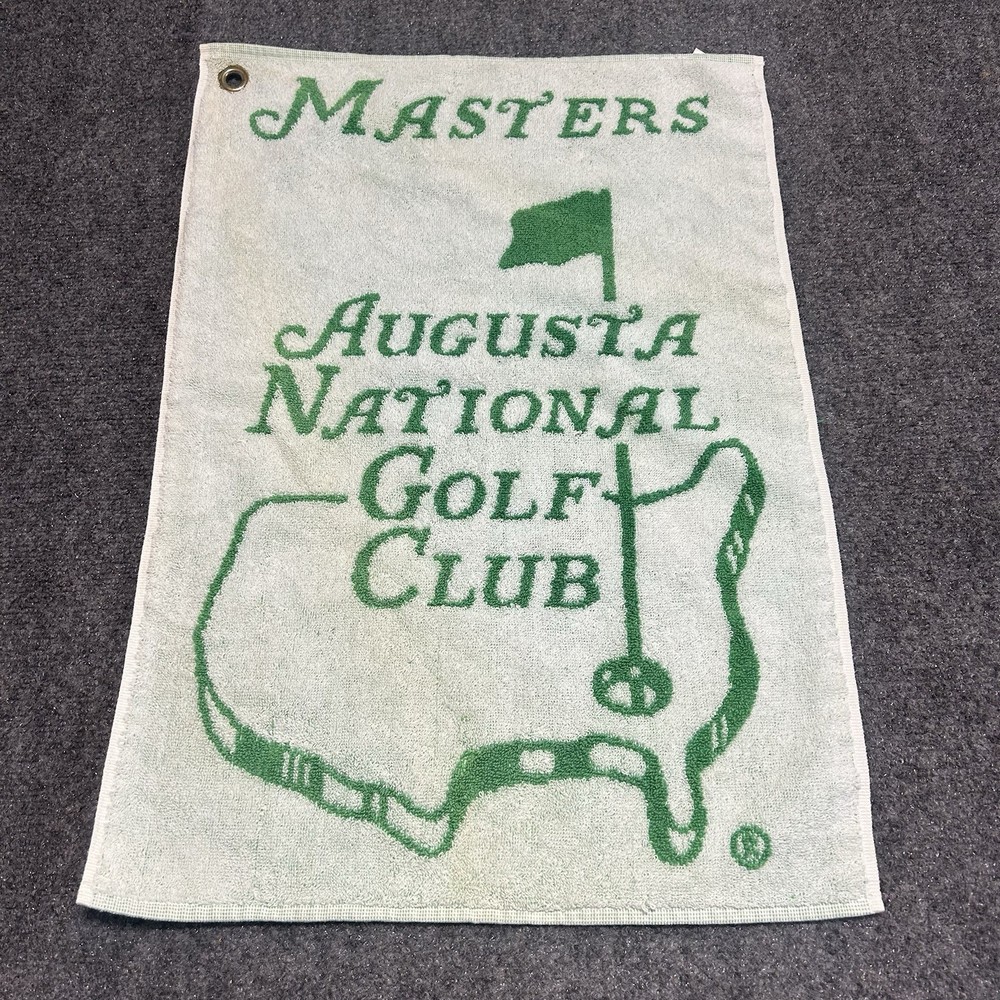 MASTERS
AUGUSTA
NATIONAL
GOLF
CLUB
®